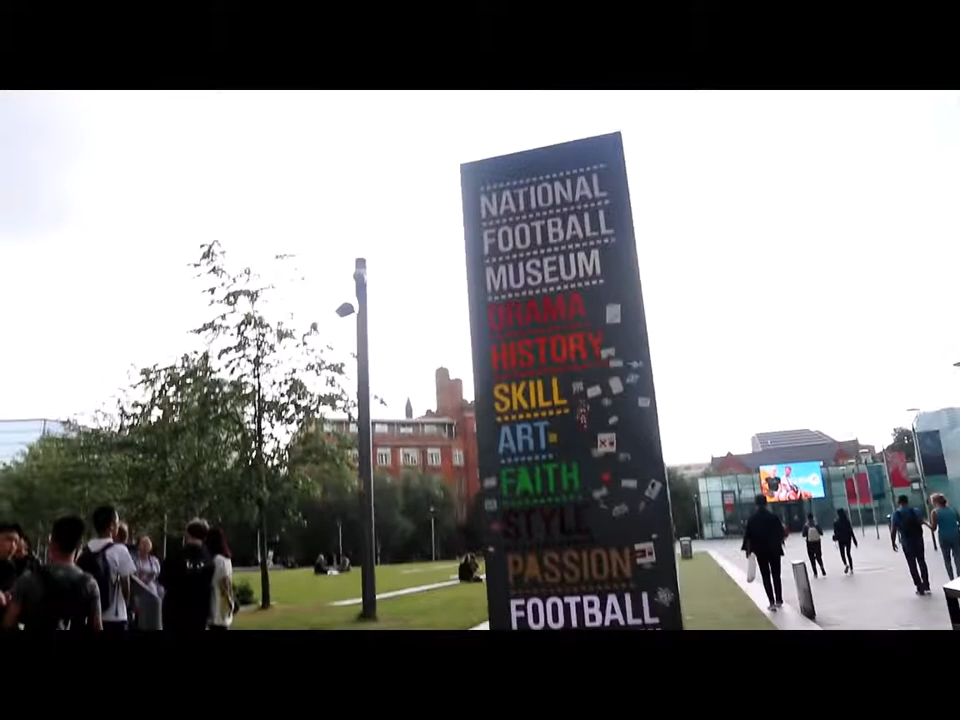 NATIONAL
FOOTBALL
MUSEUM
DRAMA
HISTORY
SKILL
ART
FAITH
STYLE
PASSION
FOOTBALL